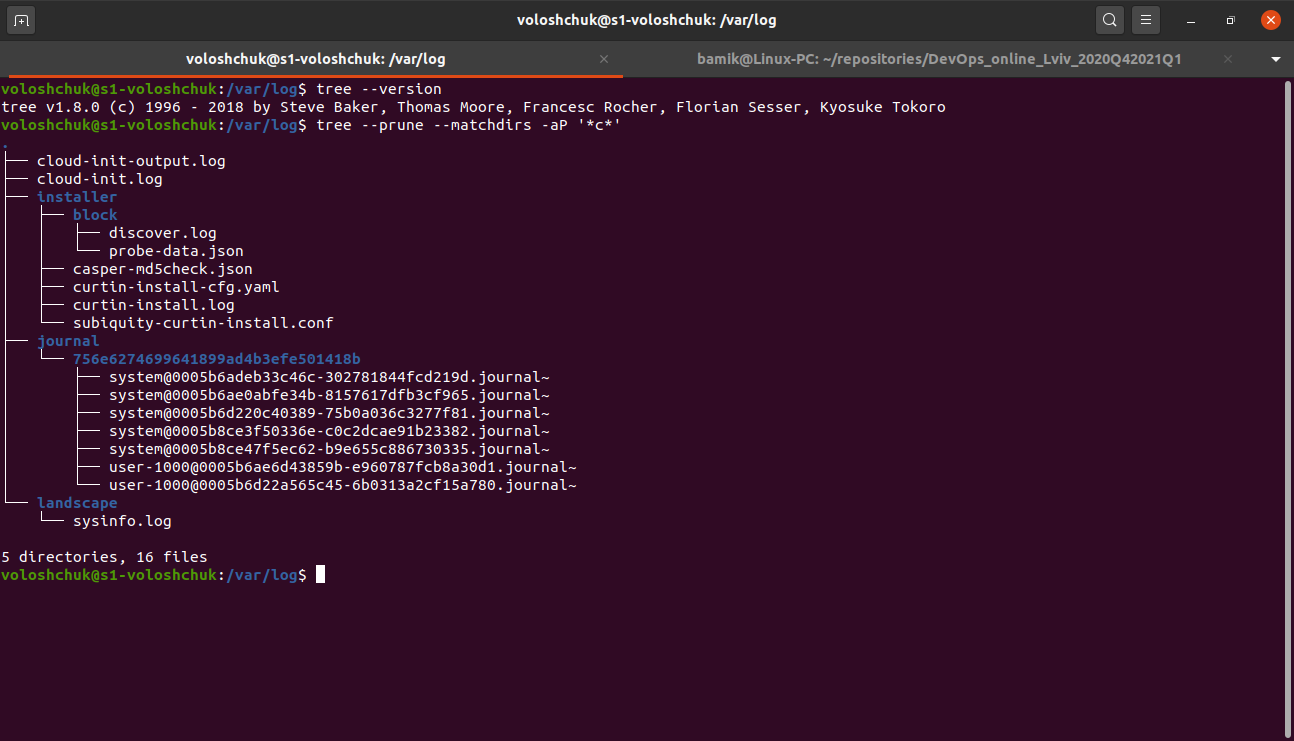 voloshchuk@s1-voloshchuk: /var/log
voloshchuk@s1-voloshchuk: /var/log
bamik@Linux-PC: ~/repositories/DevOps_online_Lviv_2020Q42021Q1
voloshchuk@s1-voloshchuk:/var/log$ tree --version
tree v1.8.0 (c) 1996 - 2018 by Steve Baker, Thomas Moore, Francesc Rocher, Florian Sesser, Kyosuke Tokoro
voloshchuk@s1-voloshchuk:/var/log$ tree --prune --matchdirs -aP '*c*'
.
├── cloud-init-output.log
├── cloud-init.log
├── installer
│   ├── block
│   │   ├── discover.log
│   │   └── probe-data.json
│   ├── casper-md5check.json
│   ├── curtin-install-cfg.yaml
│   ├── curtin-install.log
│   └── subiquity-curtin-install.conf
├── journal
│   └── 756e6274699641899ad4b3efe501418b
│       ├── system@0005b6adeb33c46c-302781844fcd219d.journal~
│       ├── system@0005b6ae0abfe34b-8157617dfb3cf965.journal~
│       ├── system@0005b6d220c40389-75b0a036c3277f81.journal~
│       ├── system@0005b8ce3f50336e-c0c2dcae91b23382.journal~
│       ├── system@0005b8ce47f5ec62-b9e655c886730335.journal~
│       ├── user-1000@0005b6ae6d43859b-e960787fcb8a30d1.journal~
│       └── user-1000@0005b6d22a565c45-6b0313a2cf15a780.journal~
└── landscape
    └── sysinfo.log
5 directories, 16 files
voloshchuk@s1-voloshchuk:/var/log$